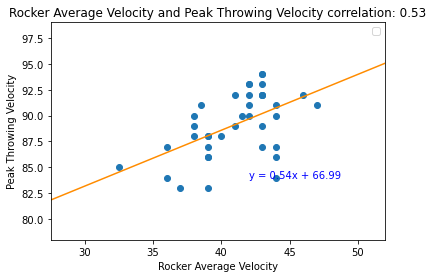 Rocker Average Velocity and Peak Throwing Velocity correlation: 0.53
97.5
95.0
92.5
90.0
87.5
85.0
82.5
80.0
Peak Throwing Velocity
y = 0.54x + 66.99
30 35 40 45 50
Rocker Average Velocity